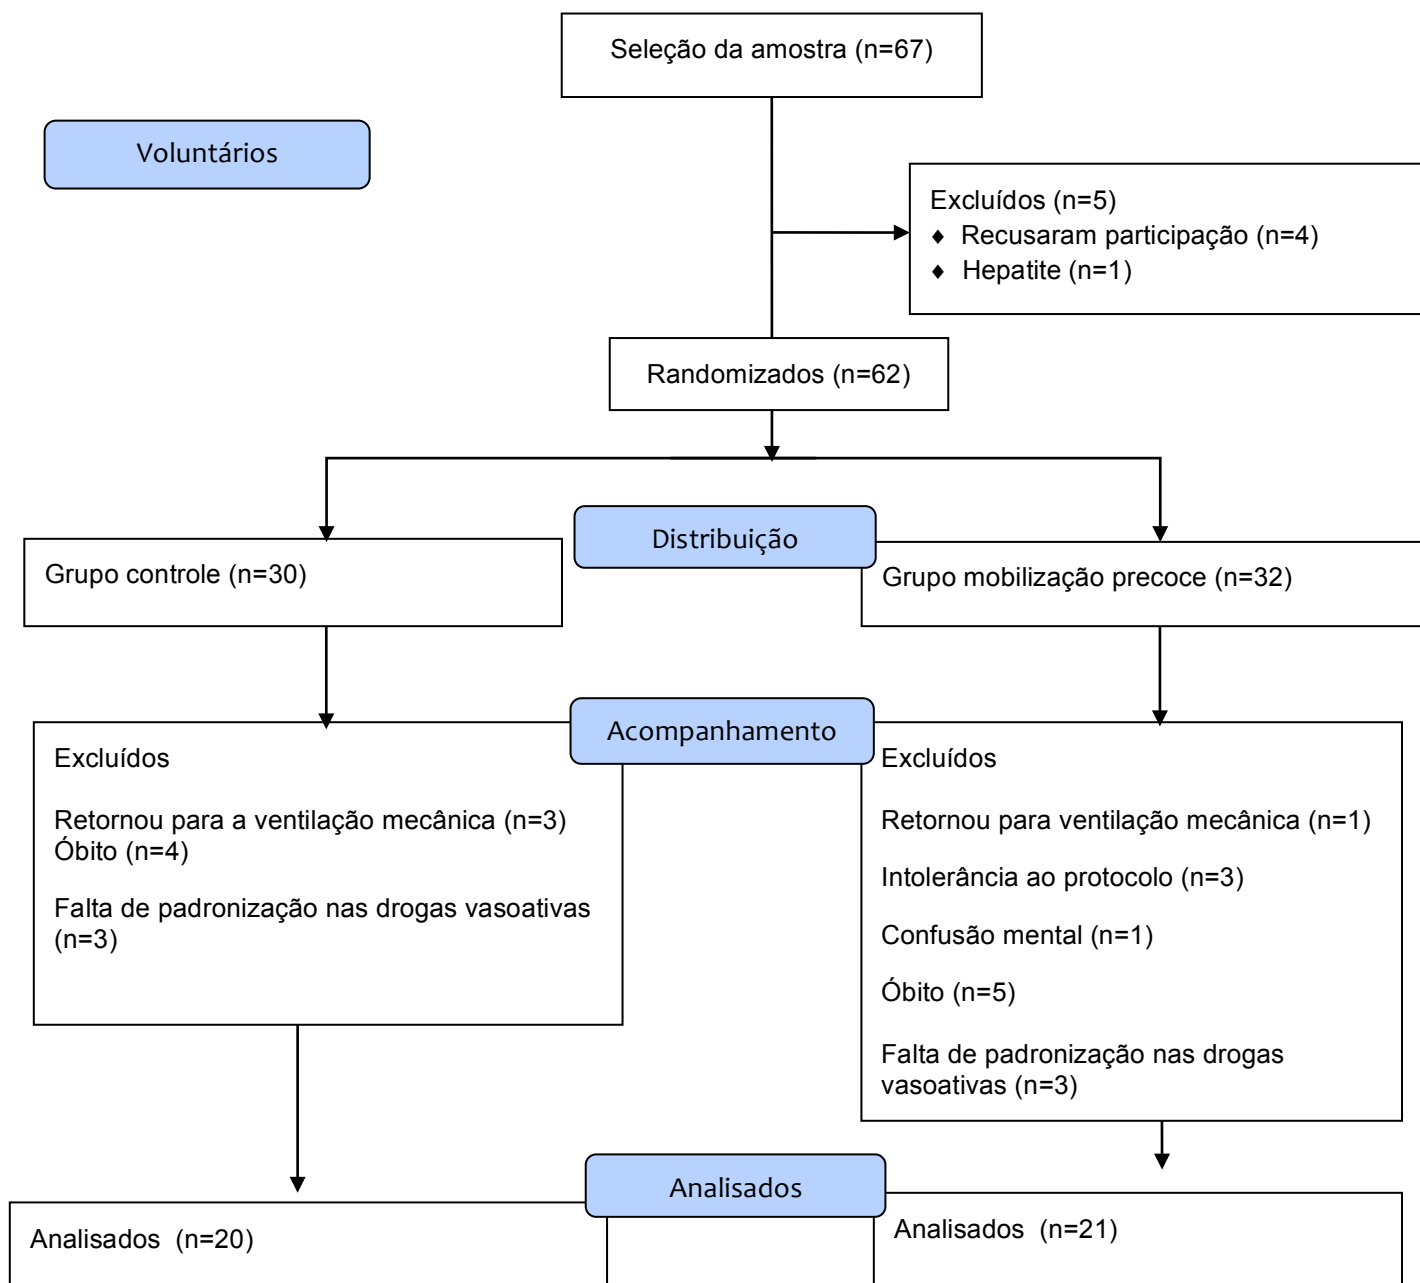 Seleção da amostra (n=67)
Voluntários
Excluídos (n=5)
♦ Recusaram participação (n=4)
♦ Hepatite (n=1)
Randomizados (n=62)
Distribuição
Grupo controle (n=30)
Grupo mobilização precoce (n=32)
Acompanhamento
Excluídos
Retornou para a ventilação mecânica (n=3)
Óbito (n=4)
Falta de padronização nas drogas vasoativas
(n=3)
Excluídos
Retornou para ventilação mecânica (n=1)
Intolerância ao protocolo (n=3)
Confusão mental (n=1)
Óbito (n=5)
Falta de padronização nas drogas
vasoativas (n=3)
Analisados
Analisados (n=20)
Analisados (n=21)